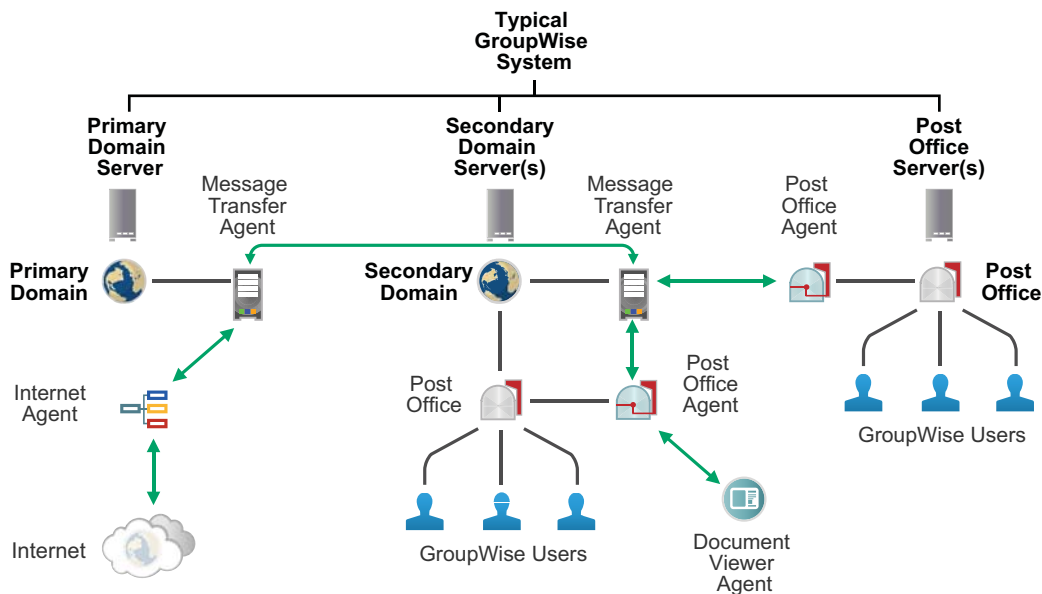 Typical
GroupWise
System
Primary
Domain
Server
Secondary
Domain
Server(s)
Post
Office
Server(s)
Message
Transfer
Agent
Message
Transfer
Agent
Post
Office
Agent
Primary
Domain
Secondary
Domain
Post
Office
Internet
Agent
Post
Office
Post
Office
Agent
GroupWise Users
Internet
GroupWise Users
Document
Viewer
Agent